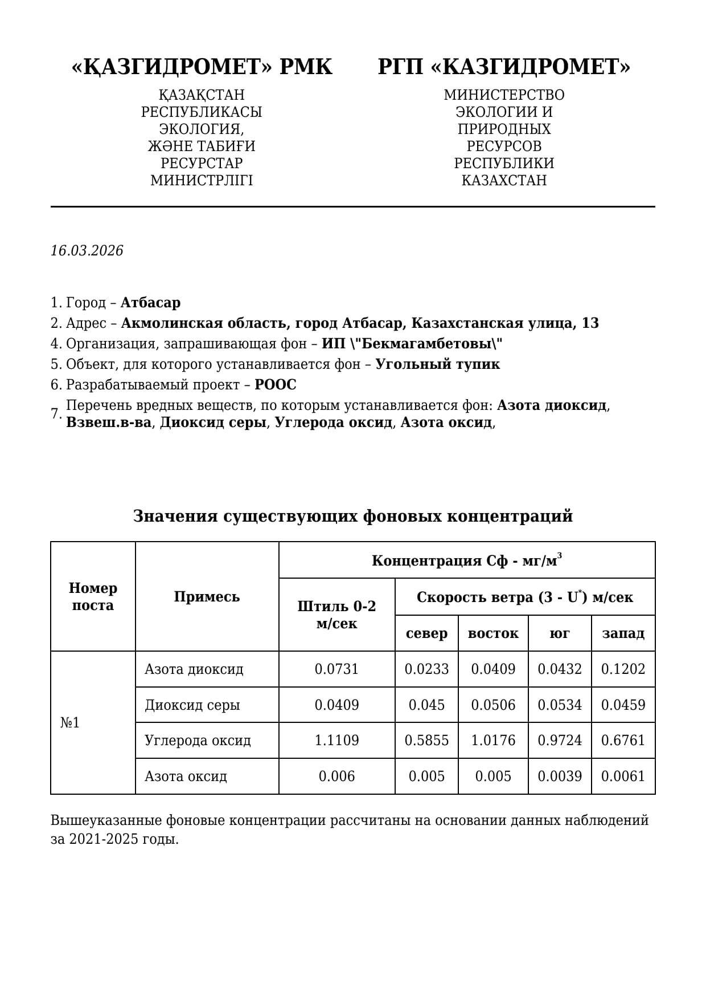 «ҚАЗГИДРОМЕТ» РМК
ҚАЗАҚСТАН
РЕСПУБЛИКАСЫ
ЭКОЛОГИЯ,
ЖӘНЕ ТАБИҒИ
РЕСУРСТАР
МИНИСТРЛІГІ
РГП «КАЗГИДРОМЕТ»
МИНИСТЕРСТВО
ЭКОЛОГИИ И
ПРИРОДНЫХ
РЕСУРСОВ
РЕСПУБЛИКИ
КАЗАХСТАН
16.03.2026
1. Город – Атбасар
2. Адрес – Акмолинская область, город Атбасар, Казахстанская улица, 13
4. Организация, запрашивающая фон – ИП \"Бекмагамбетовы\"
5. Объект, для которого устанавливается фон – Угольный тупик
6. Разрабатываемый проект – РООС
7. Перечень вредных веществ, по которым устанавливается фон: Азота диоксид,
Взвеш.в-ва, Диоксид серы, Углерода оксид, Азота оксид,
Значения существующих фоновых концентраций
Номер
поста
Примесь
Концентрация Сф - мг/м³
Штиль 0-2
м/сек
Скорость ветра (3 - U*) м/сек
север восток юг запад
№1
Азота диоксид 0.0731 0.0233 0.0409 0.0432 0.1202
Диоксид серы 0.0409 0.045 0.0506 0.0534 0.0459
Углерода оксид 1.1109 0.5855 1.0176 0.9724 0.6761
Азота оксид 0.006 0.005 0.005 0.0039 0.0061
Вышеуказанные фоновые концентрации рассчитаны на основании данных наблюдений
за 2021-2025 годы.